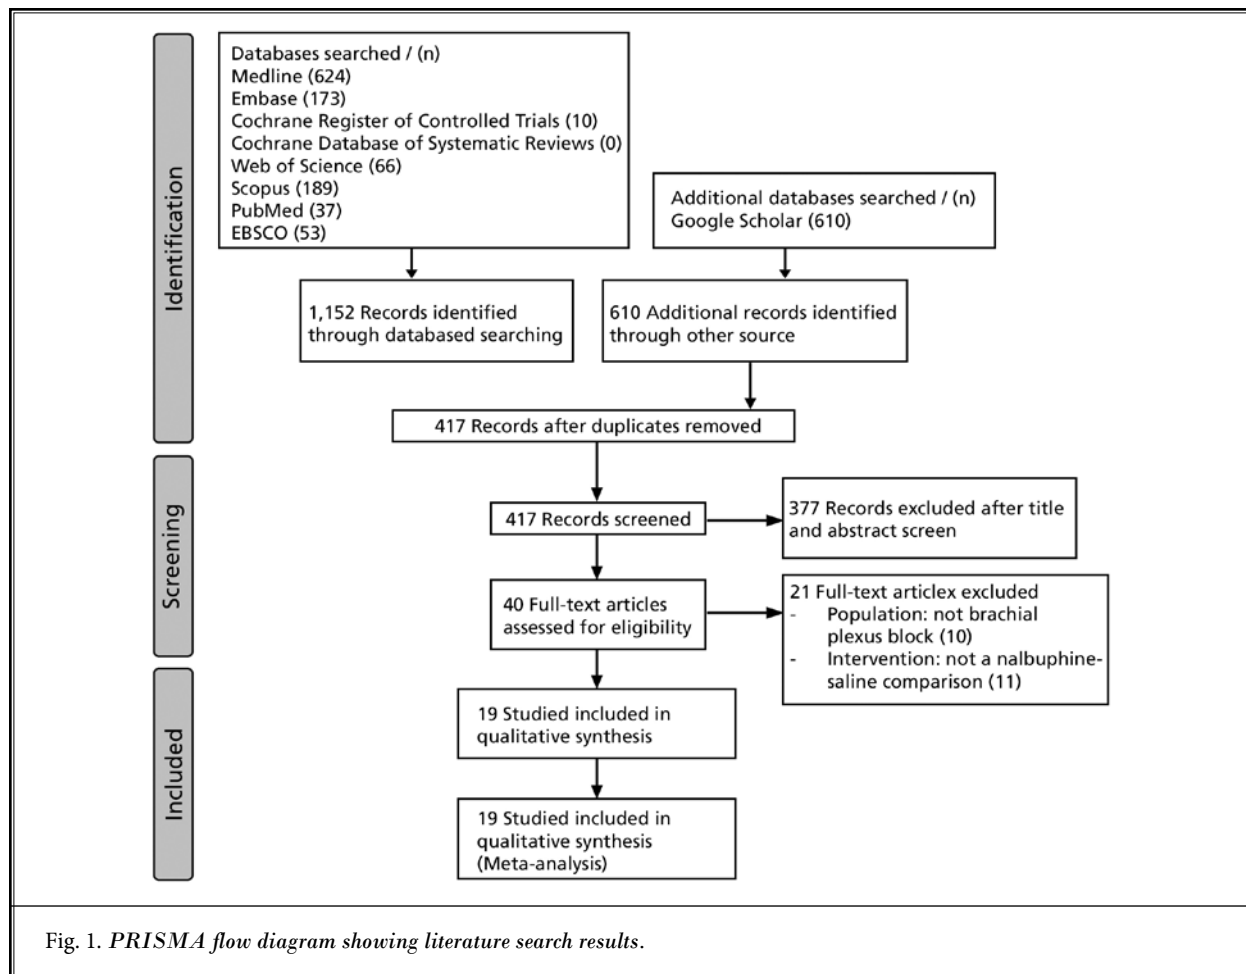 Identification
Databases searched / (n)
Medline (624)
Embase (173)
Cochrane Register of Controlled Trials (10)
Cochrane Database of Systematic Reviews (0)
Web of Science (66)
Scopus (189)
PubMed (37)
EBSCO (53)
Additional databases searched / (n)
Google Scholar (610)
1,152 Records identified
through databased searching
610 Additional records identified
through other source
417 Records after duplicates removed
Screening
417 Records screened
377 Records excluded after title
and abstract screen
40 Full-text articles
assessed for eligibility
21 Full-text articlex excluded
- Population: not brachial
plexus block (10)
- Intervention: not a nalbuphine-
saline comparison (11)
Included
19 Studied included in
qualitative synthesis
19 Studied included in
qualitative synthesis
(Meta-analysis)
Fig. 1. PRISMA flow diagram showing literature search results.